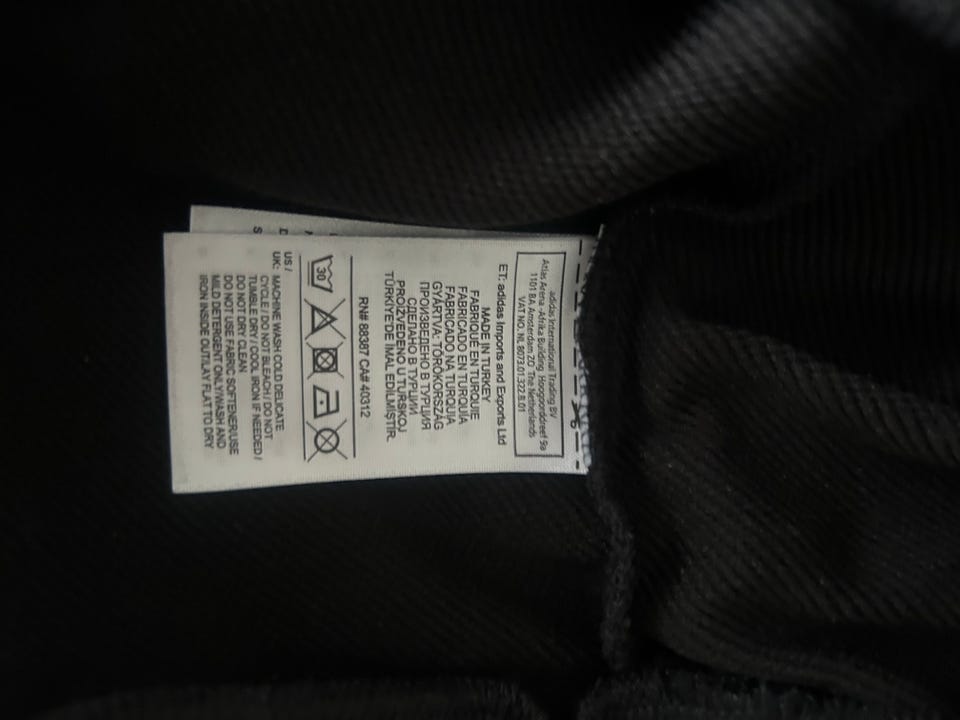 adidas International Trading BV
Atlas Arena -Afrika Building, Hoogoorddreef 9a
1101 BA Amsterdam ZO The Netherlands
VAT NO. NL 8073.01.322.B.01
ET: adidas Imports and Exports Ltd
MADE IN TURKEY
FABRIQUE EN TURQUIE
FABRICADO EN TURQUÍA
FABRICADO NA TURQUIA
GYÁRTVA: TÖRÖKORSZÁG
ПРОИЗВЕДЕНО В ТУРЦИЯ
СДЕЛАНО В ТУРЦИИ
PROIZVEDENO U TURSKOJ
TÜRKİYE'DE İMAL EDİLMİŞTİR.
RN# 88387 CA# 40312
30
US /
UK: MACHINE WASH COLD DELICATE
CYCLE / DO NOT BLEACH / DO NOT
TUMBLE DRY / COOL IRON IF NEEDED /
DO NOT DRY CLEAN
DO NOT USE FABRIC SOFTENER/USE
MILD DETERGENT ONLY/WASH AND
IRON INSIDE OUT/LAY FLAT TO DRY